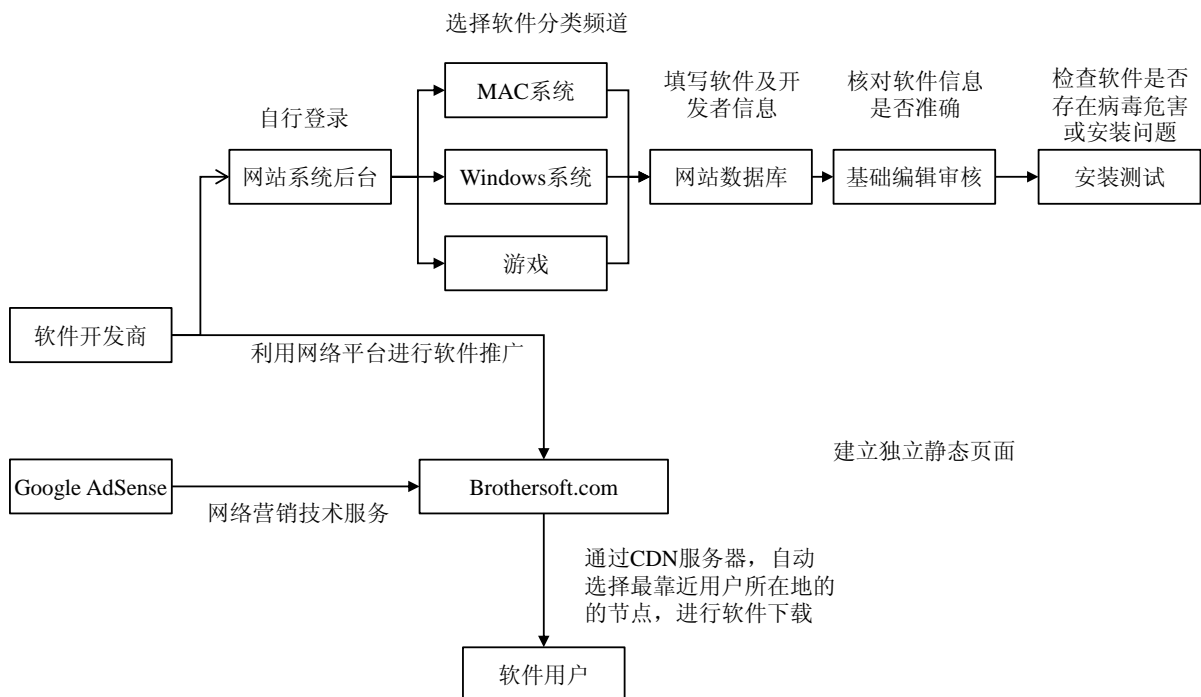 选择软件分类频道
MAC系统
填写软件及开
发者信息
核对软件信息
是否准确
检查软件是否
存在病毒危害
或安装问题
自行登录
网站系统后台
Windows系统
网站数据库
基础编辑审核
安装测试
游戏
软件开发商
利用网络平台进行软件推广
建立独立静态页面
Google AdSense
Brothersoft.com
网络营销技术服务
通过CDN服务器，自动
选择最靠近用户所在地的
的节点，进行软件下载
软件用户